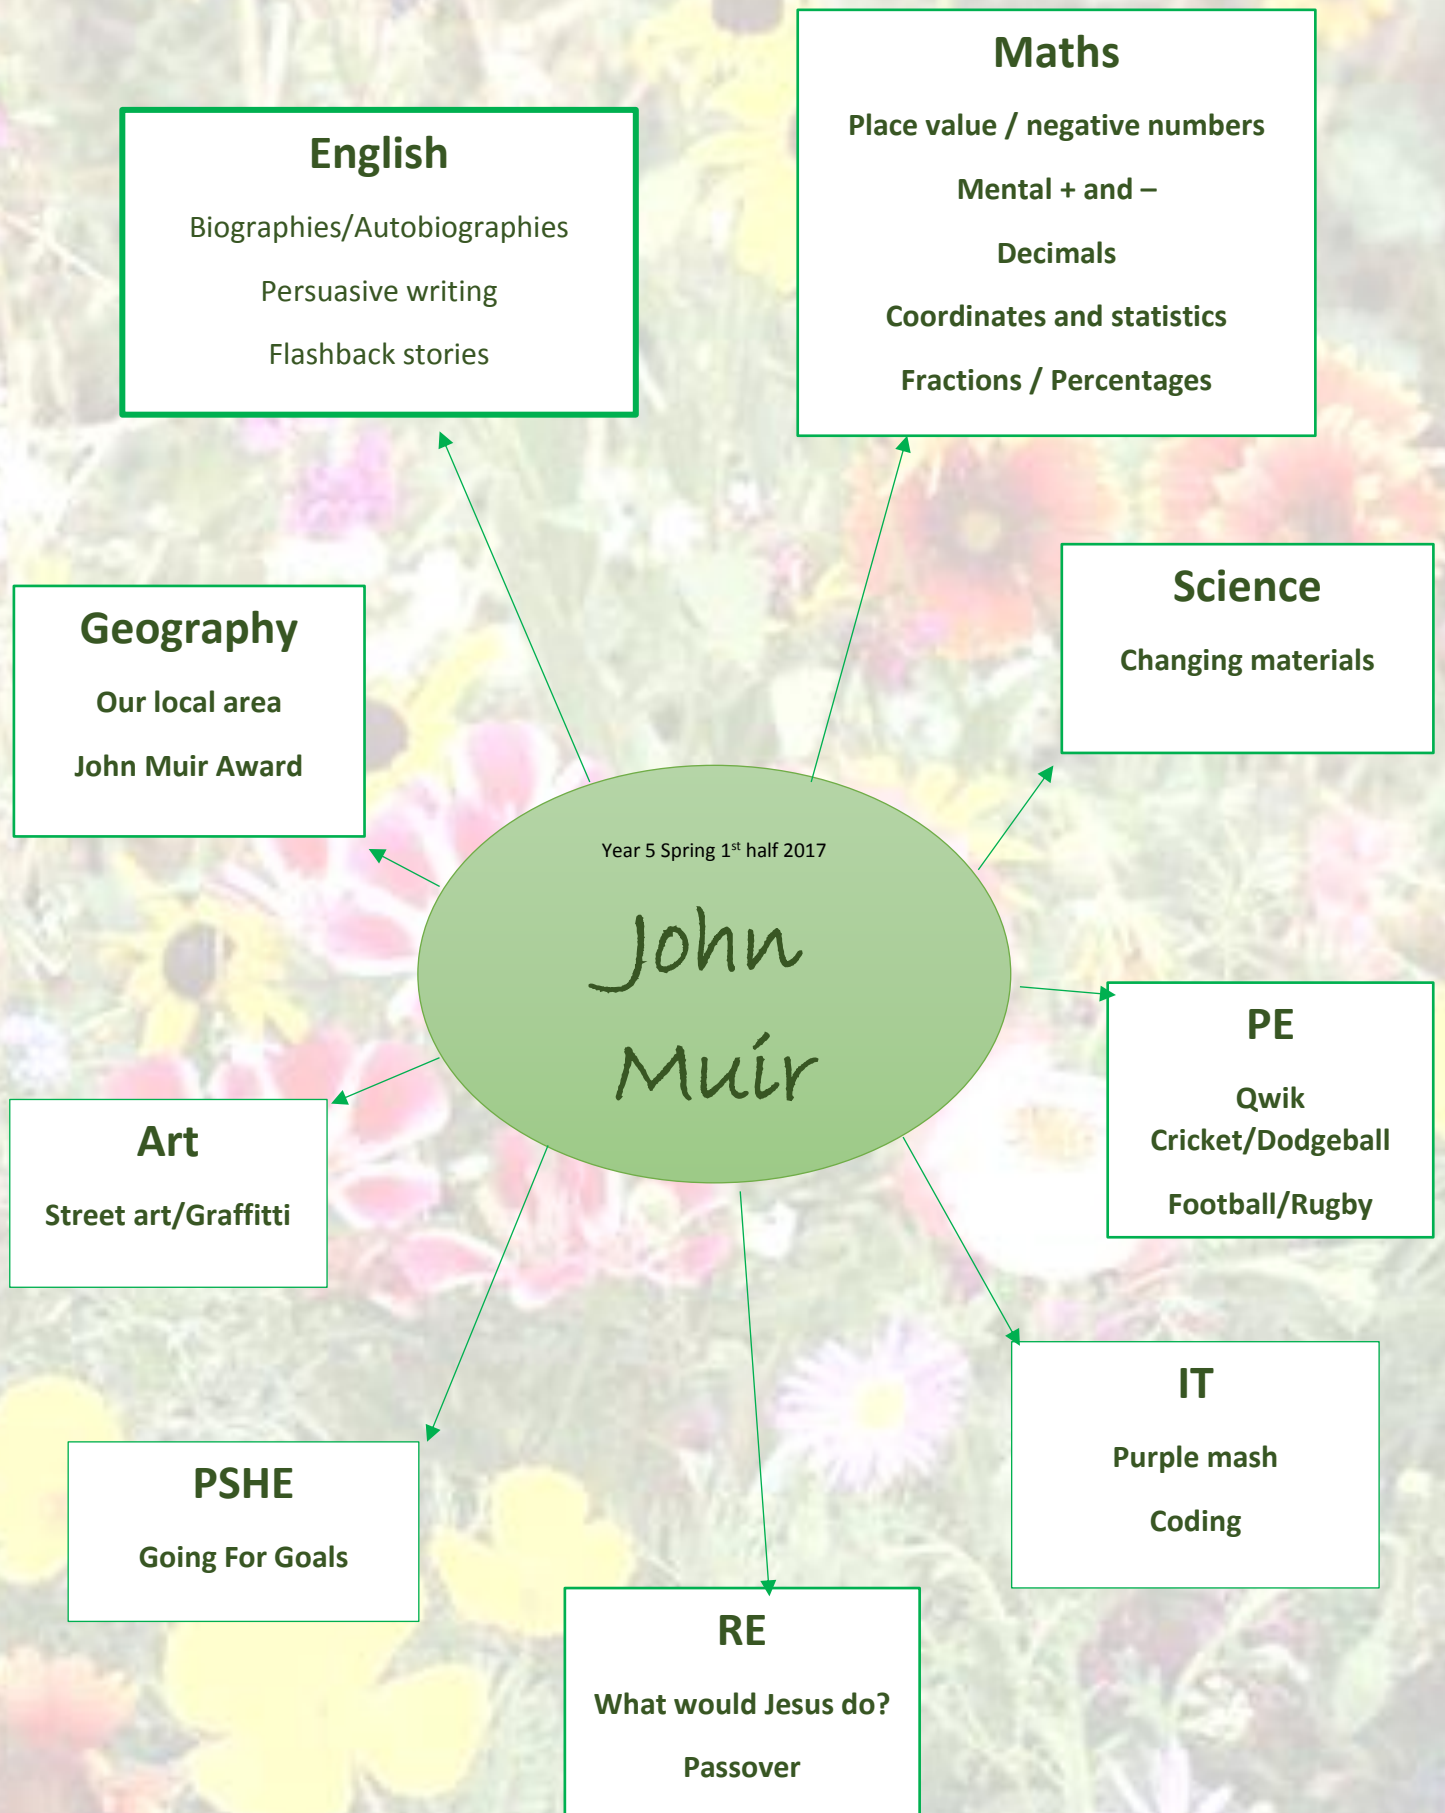 Maths
Place value / negative numbers
Mental + and –
Decimals
Coordinates and statistics
Fractions / Percentages
English
Biographies/Autobiographies
Persuasive writing
Flashback stories
Science
Changing materials
Geography
Our local area
John Muir Award
Year 5 Spring 1st half 2017
John
Muir
PE
Qwik
Cricket/Dodgeball
Football/Rugby
Art
Street art/Graffitti
IT
Purple mash
Coding
PSHE
Going For Goals
RE
What would Jesus do?
Passover